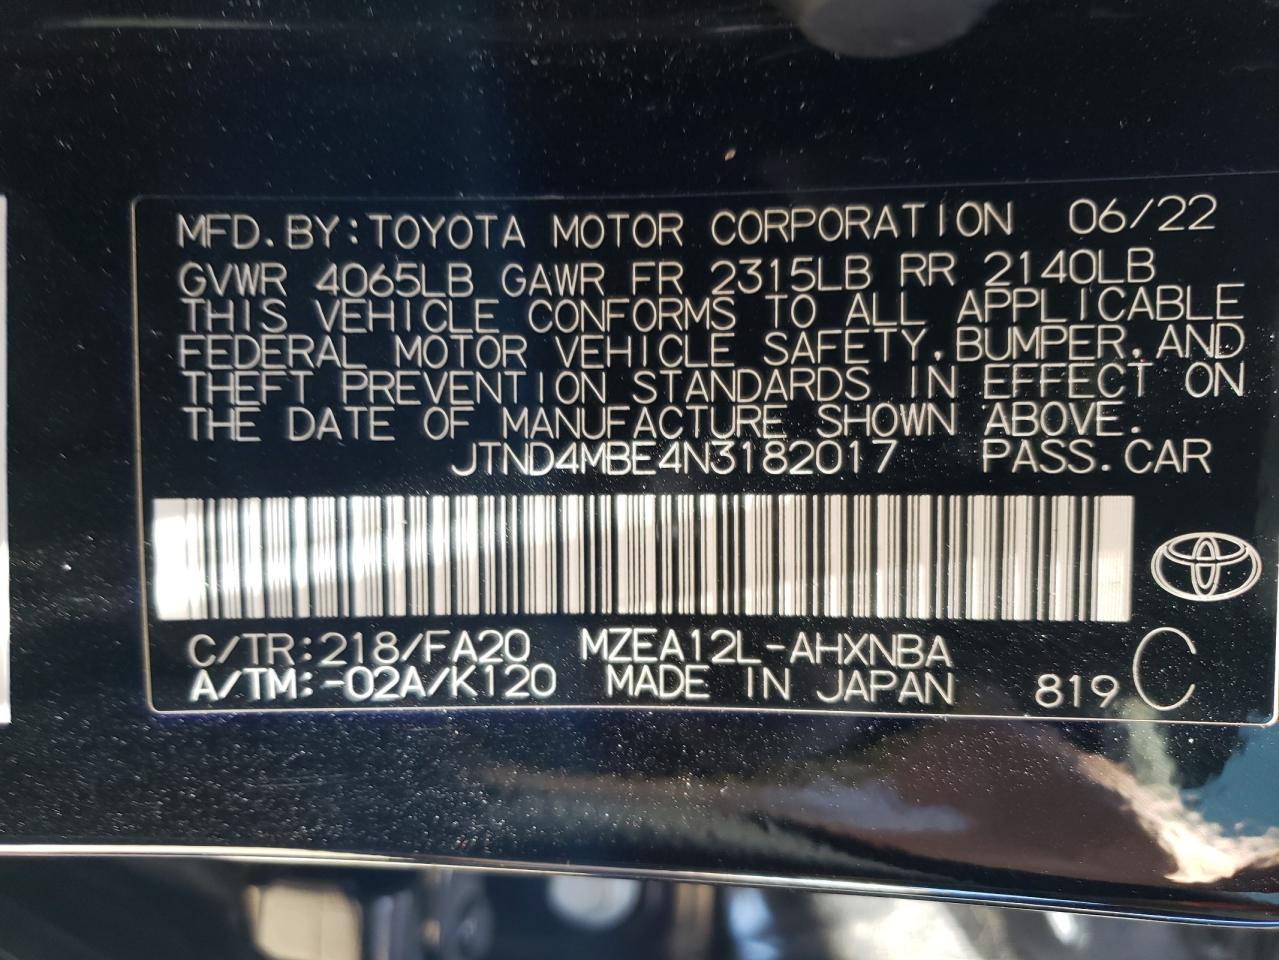 MFD.BY:TOYOTA MOTOR CORPORATION 06/22
GVWR 4065LB GAWR FR 2315LB RR 2140LB
THIS VEHICLE CONFORMS TO ALL APPLICABLE
FEDERAL MOTOR VEHICLE SAFETY,BUMPER,AND
THEFT PREVENTION STANDARDS IN EFFECT ON
THE DATE OF MANUFACTURE SHOWN ABOVE.
JTND4MBE4N3182017 PASS.CAR
C/TR:218/FA20 MZEA12L-AHXNBA
A/TM:-02A/K120 MADE IN JAPAN 819 C